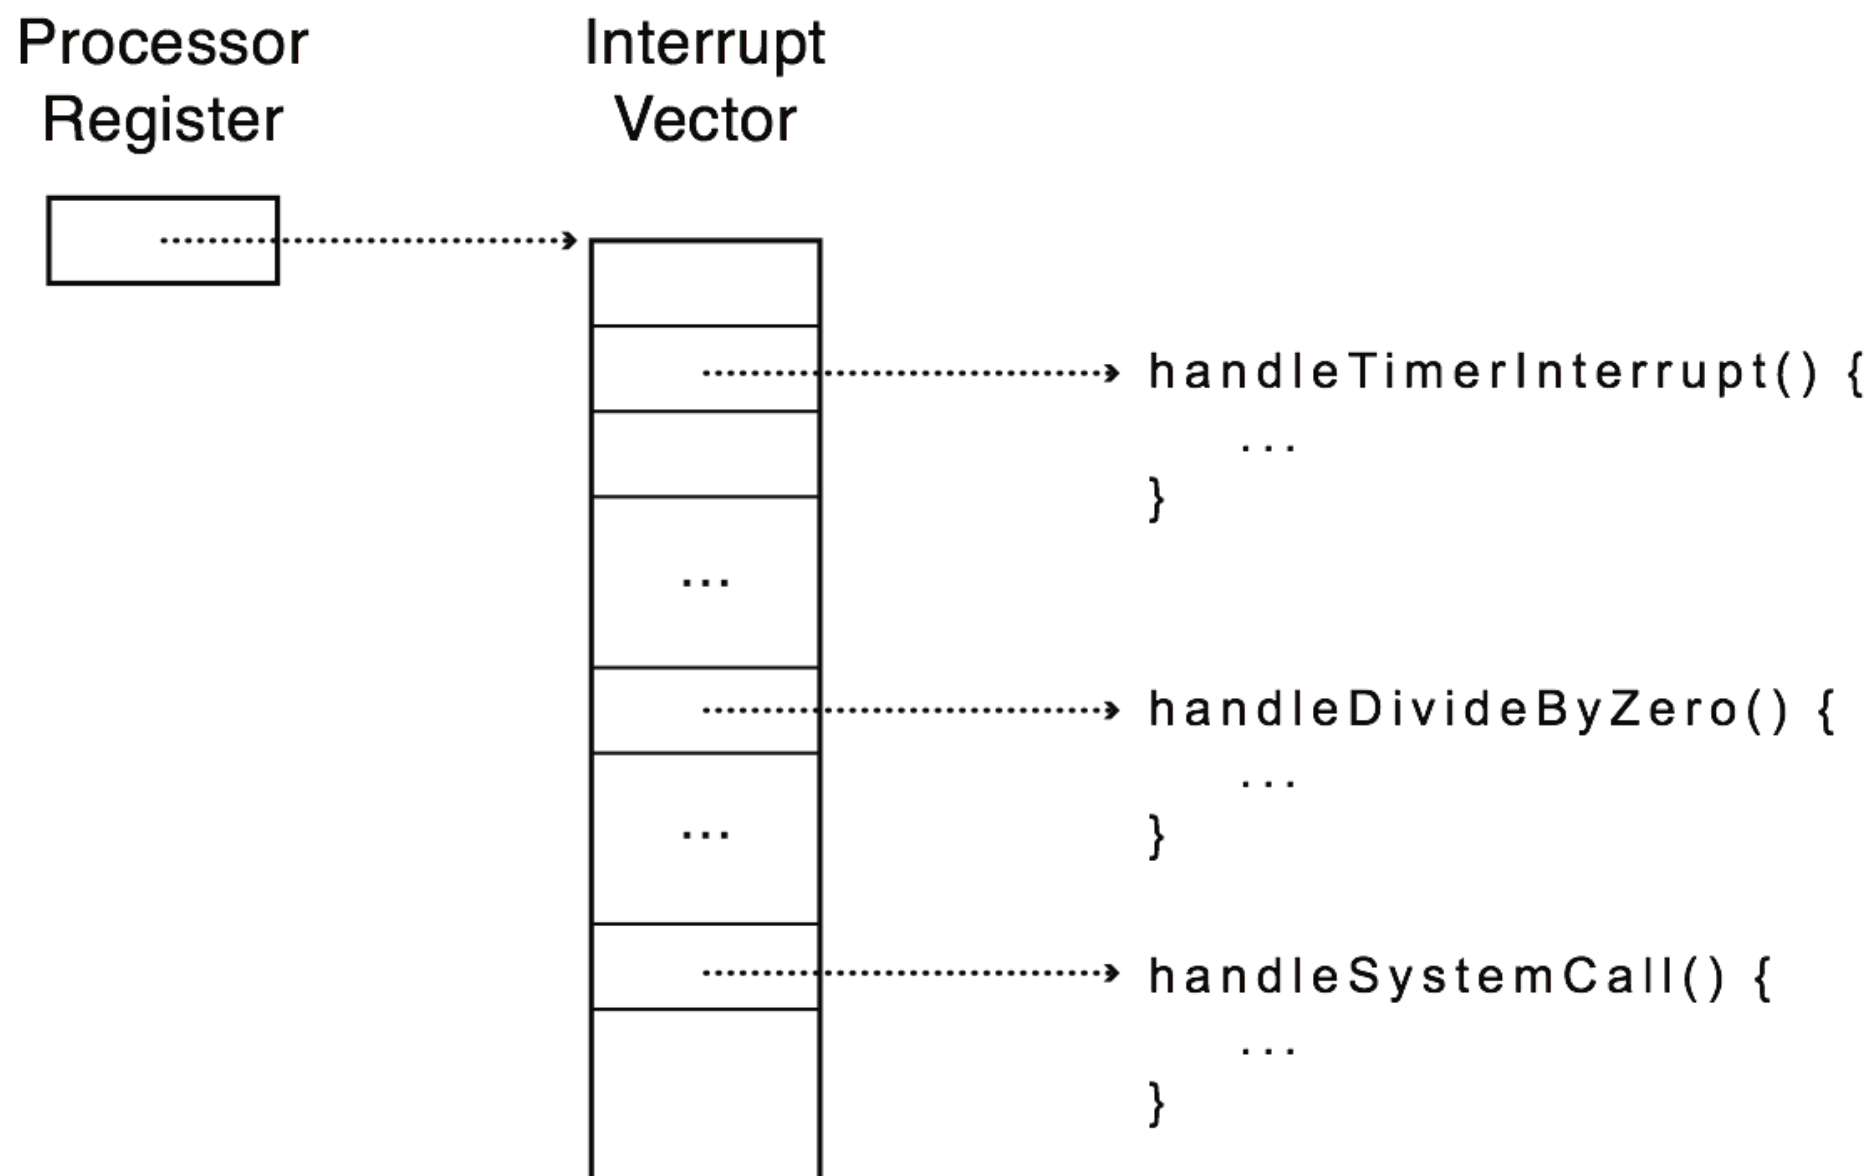 Processor
Register
Interrupt
Vector
handleTimerInterrupt() {
...
}
...
handleDivideByZero() {
...
}
...
handleSystemCall() {
...
}